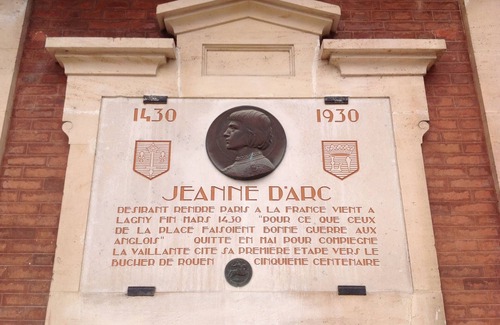 1430 1930
JEANNE D'ARC
DESIRANT RENDRE PARIS A LA FRANCE VIENT A
LAGNY FIN MARS 1430 "POUR CE QUE CEUX
DE LA PLACE FAISOIENT BONNE GUERRE AUX
ANGLOIS" QUITTE EN MAI POUR COMPIEGNE
LA VAILLANTE CITE SA PREMIERE ETAPE VERS LE
BUCHER DE ROUEN CINQUIEME CENTENAIRE